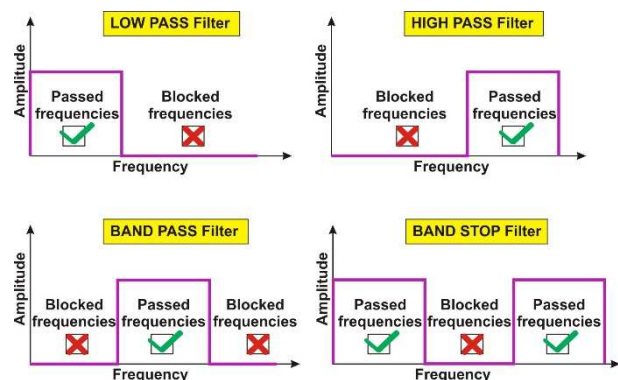 LOW PASS Filter
Amplitude
Passed
frequencies
Blocked
frequencies
Frequency
HIGH PASS Filter
Amplitude
Blocked
frequencies
Passed
frequencies
Frequency
BAND PASS Filter
Amplitude
Blocked
frequencies
Passed
frequencies
Blocked
frequencies
Frequency
BAND STOP Filter
Amplitude
Passed
frequencies
Blocked
frequencies
Passed
frequencies
Frequency